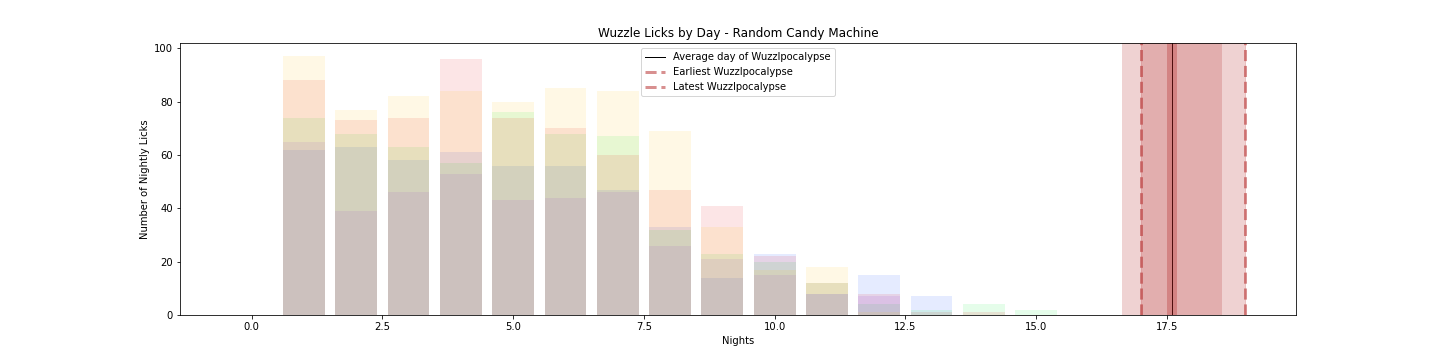 Wuzzle Licks by Day - Random Candy Machine
Average day of Wuzzlpocalypse
Earliest Wuzzlpocalypse
Latest Wuzzlpocalypse
Number of Nightly Licks
100
80
60
40
20
0
0.0 2.5 5.0 7.5 10.0 12.5 15.0 17.5
Nights